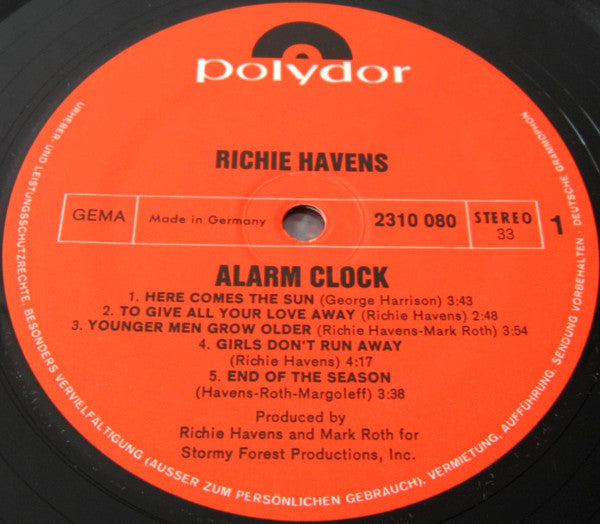 polydor
RICHIE HAVENS
GEMA
Made in Germany
2310 080
STEREO
33
1
ALARM CLOCK
1. HERE COMES THE SUN (George Harrison) 3:43
2. TO GIVE ALL YOUR LOVE AWAY (Richie Havens) 2:48
3. YOUNGER MEN GROW OLDER (Richie Havens-Mark Roth) 3:54
4. GIRLS DON'T RUN AWAY
(Richie Havens) 4:17
5. END OF THE SEASON
(Havens-Roth-Margoleff) 3:38
Produced by
Richie Havens and Mark Roth for
Stormy Forest Productions, Inc.
URHEBER- UND LEISTUNGSSCHUTZRECHTE, BESONDERS VERVIELFÄLTIGUNG (AUSSER ZUM PERSÖNLICHEN GEBRAUCH), VERMIETUNG, AUFFÜHRUNG, SENDUNG VORBEHALTEN · DEUTSCHE GRAMMOPHON